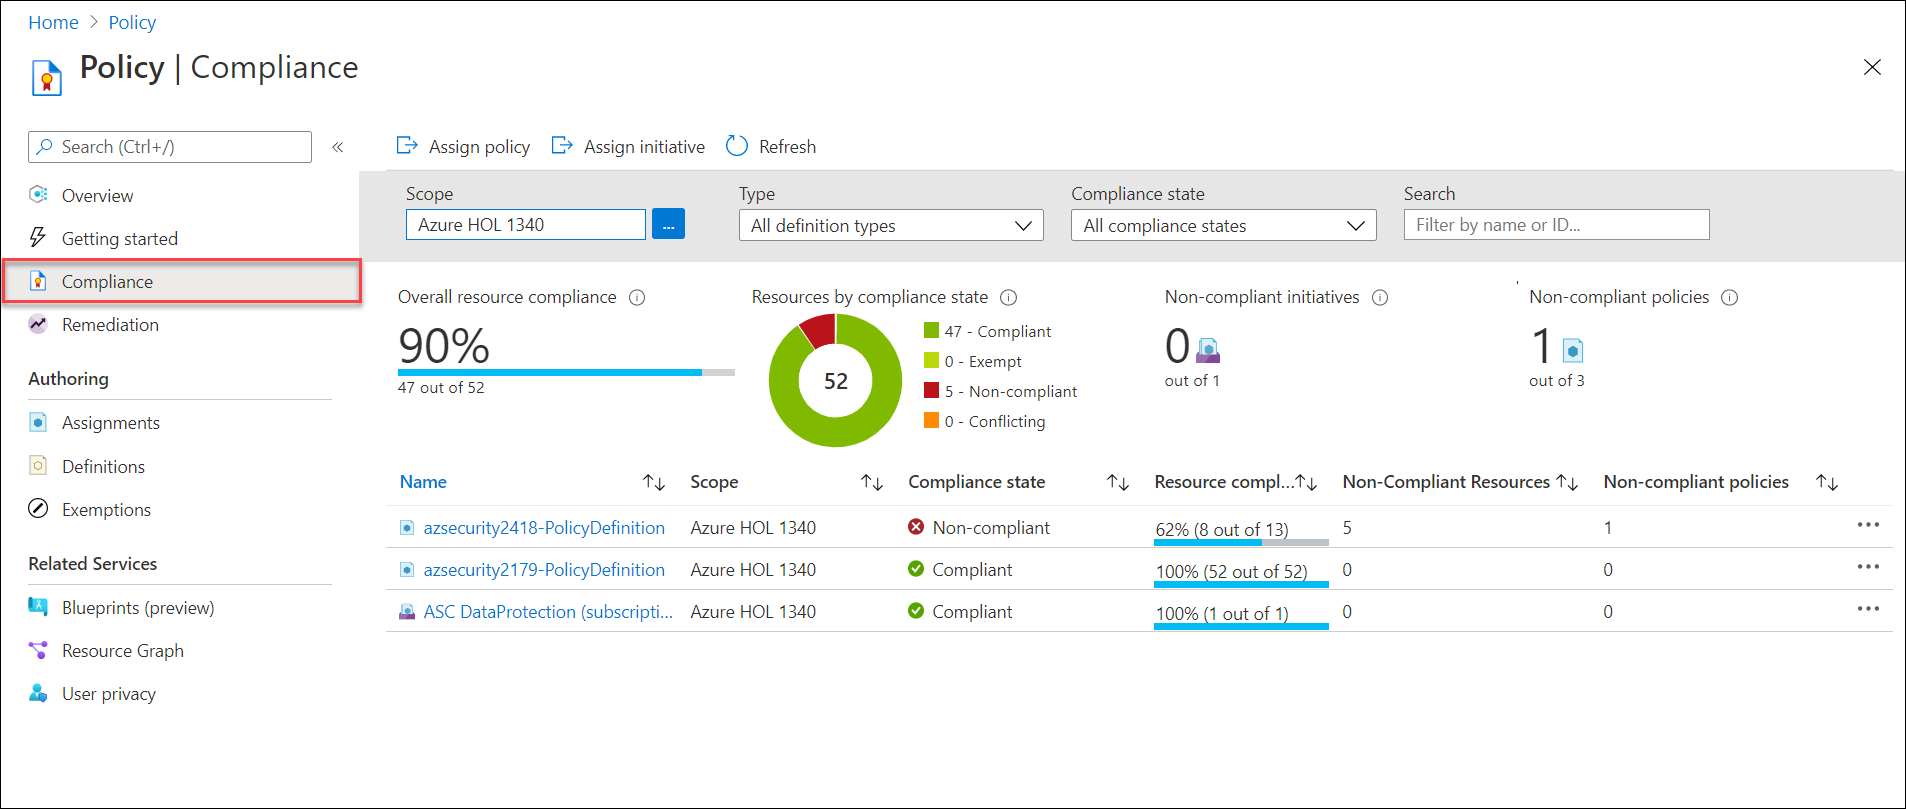 Home > Policy
Policy | Compliance
Search (Ctrl+/)
«
Overview
Getting started
Compliance
Remediation
Authoring
Assignments
Definitions
Exemptions
Related Services
Blueprints (preview)
Resource Graph
User privacy
Assign policy Assign initiative Refresh
Scope Type Compliance state Search
Azure HOL 1340 ... All definition types All compliance states Filter by name or ID...
Overall resource compliance
90%
47 out of 52
Resources by compliance state
52
47 - Compliant
0 - Exempt
5 - Non-compliant
0 - Conflicting
Non-compliant initiatives
0
out of 1
Non-compliant policies
1
out of 3
Name Scope Compliance state Resource compl... Non-Compliant Resources Non-compliant policies
azsecurity2418-PolicyDefinition Azure HOL 1340 Non-compliant 62% (8 out of 13) 5 1 ...
azsecurity2179-PolicyDefinition Azure HOL 1340 Compliant 100% (52 out of 52) 0 0 ...
ASC DataProtection (subscripti... Azure HOL 1340 Compliant 100% (1 out of 1) 0 0 ...